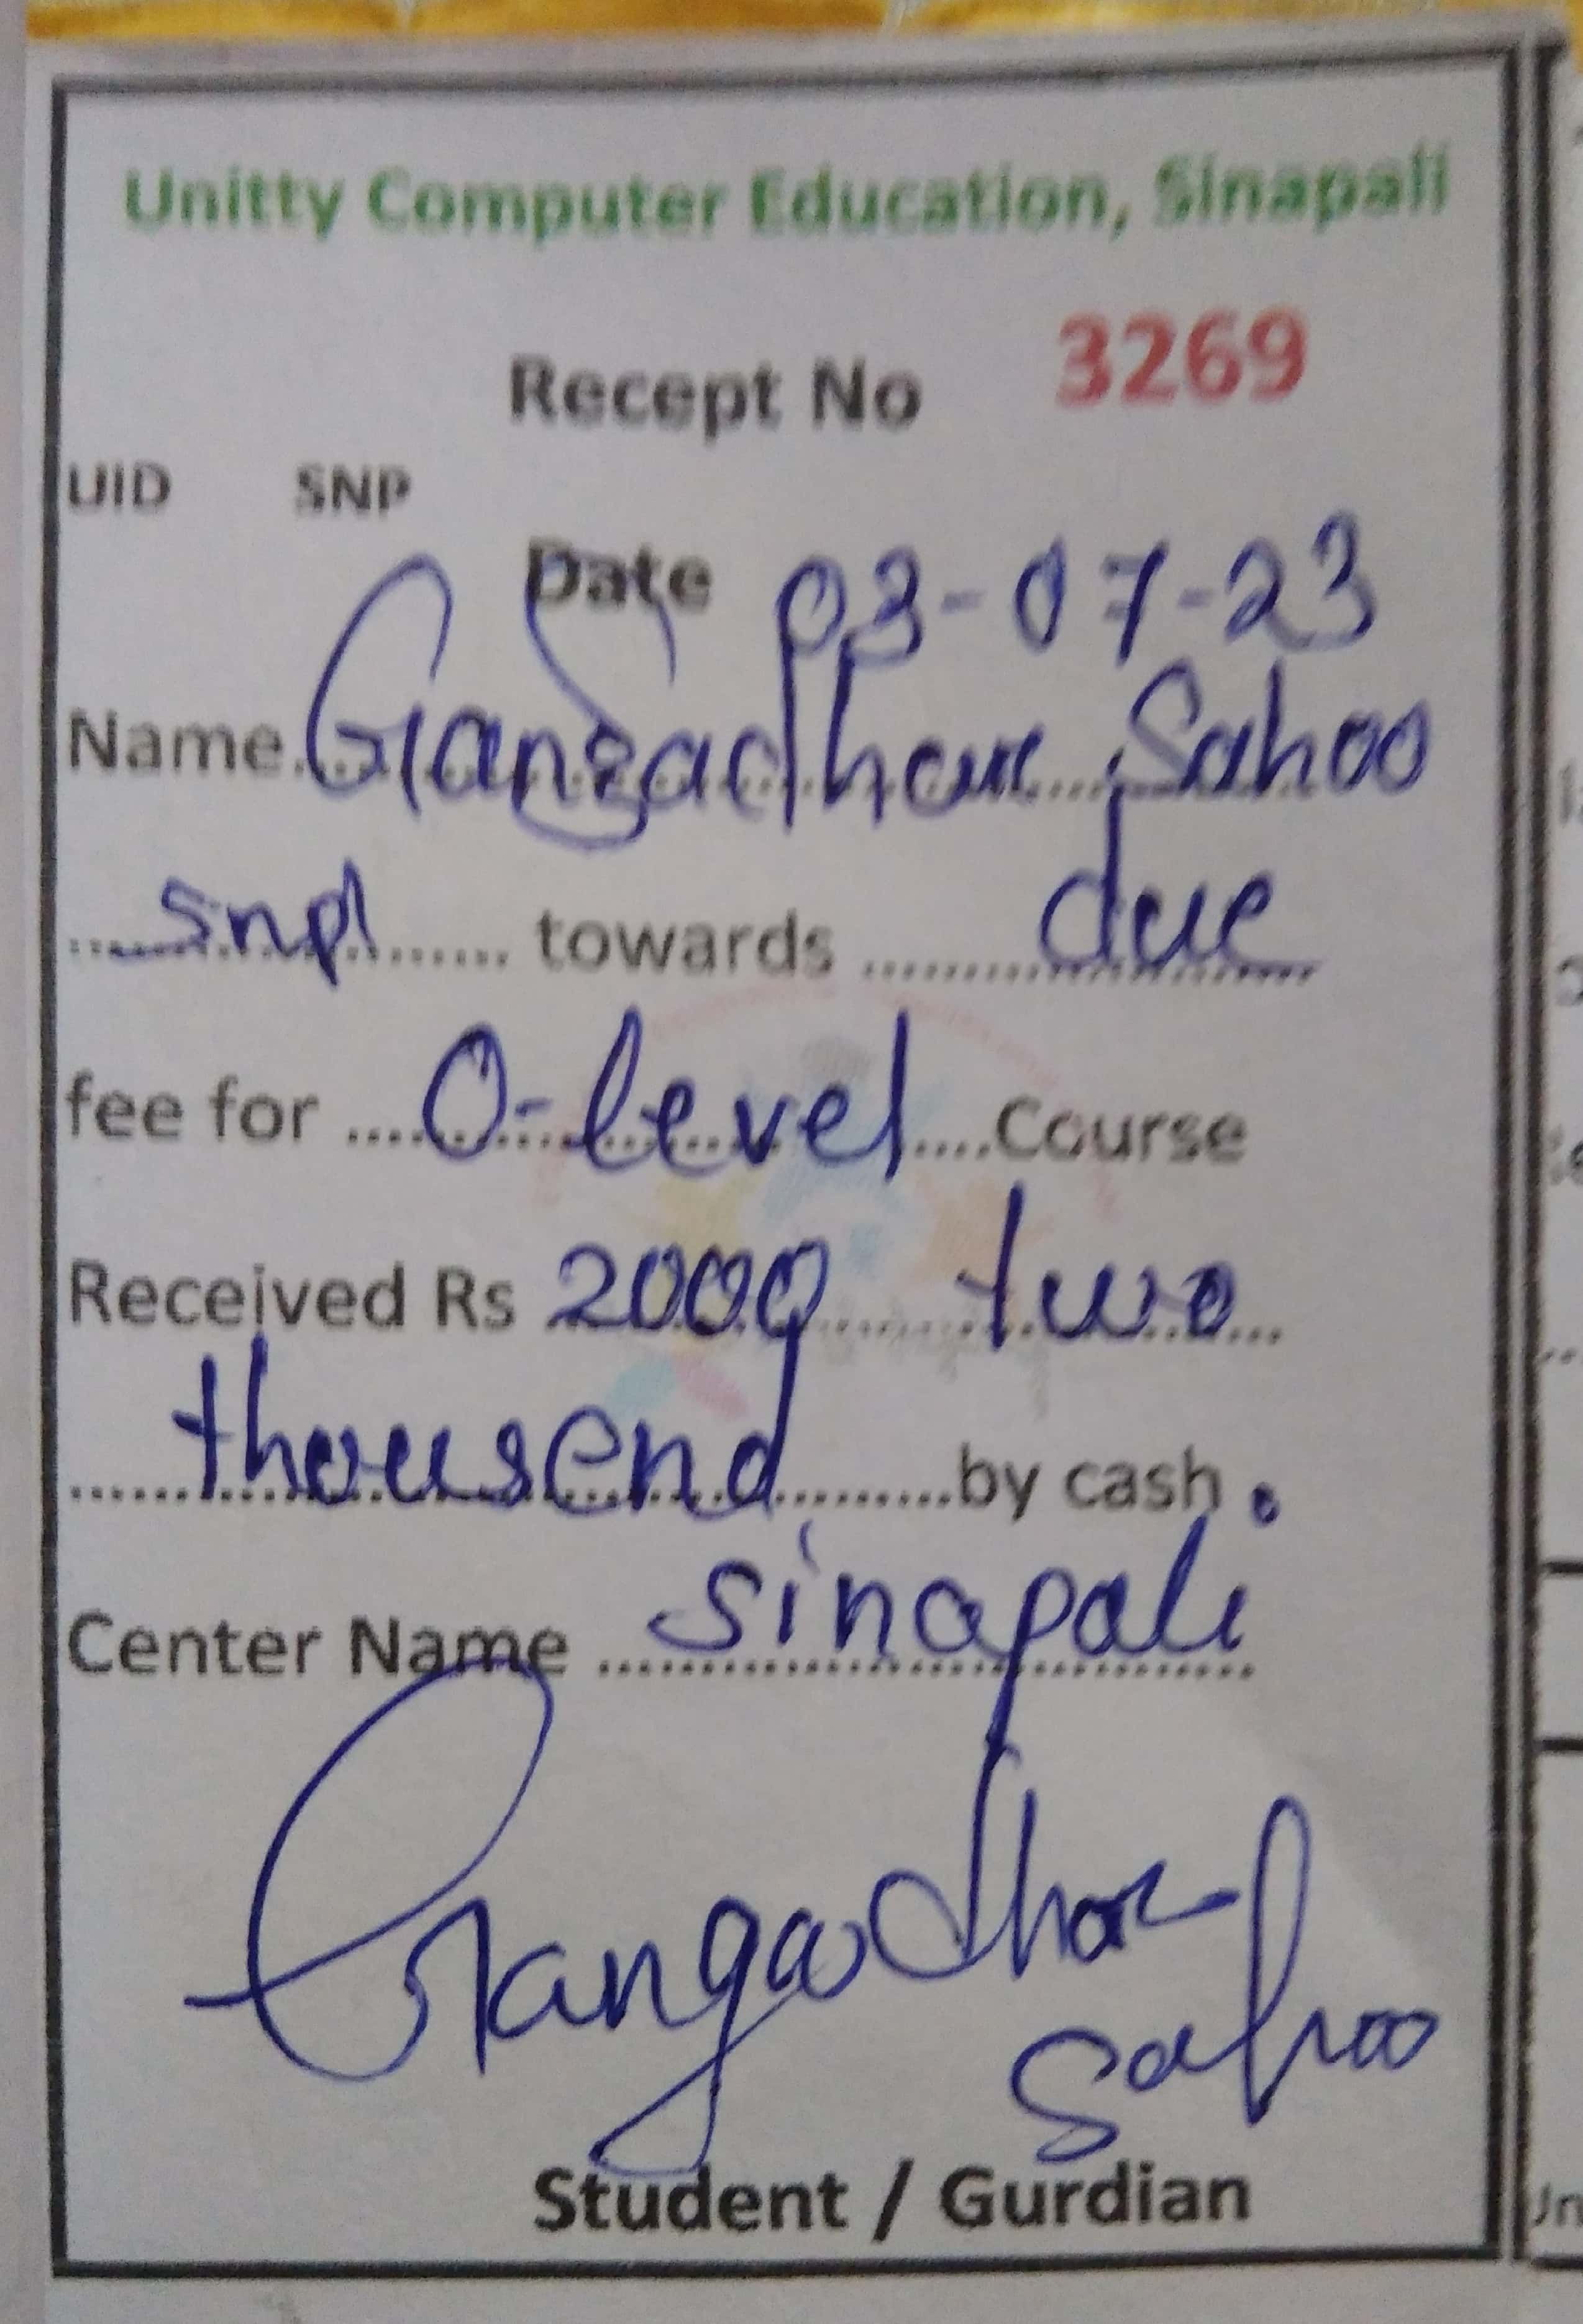 Unitty Computer Education, Sinapali
Recept No 3269
UID SNP
Date 03-07-23
Name Gangadhar Sahoo
snpl towards due
fee for O-level Course
Received Rs 2000 two
thousend by cash.
Center Name sinapali
Gangadhar
Sahoo
Student / Gurdian